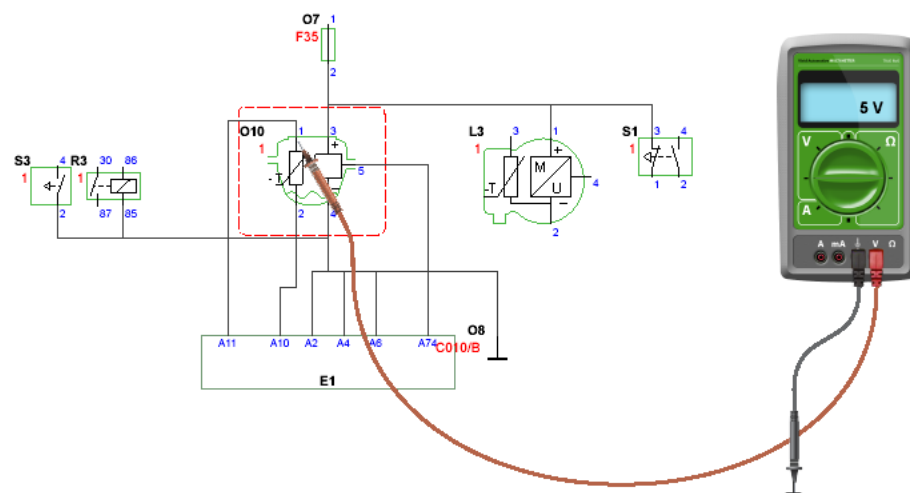 O7 1
F35
2
O10 1 3 +
1
-T 5
2 4
S3 4
1
2
R3 30 86
1
87 85
L3 3 1
1 + M
-T U 4
−
2
S1 3 4
1
1 2
A11 A10 A2 A4 A6 A74
O8
C010/B
E1
5 V
V Ω
A
A mA V Ω